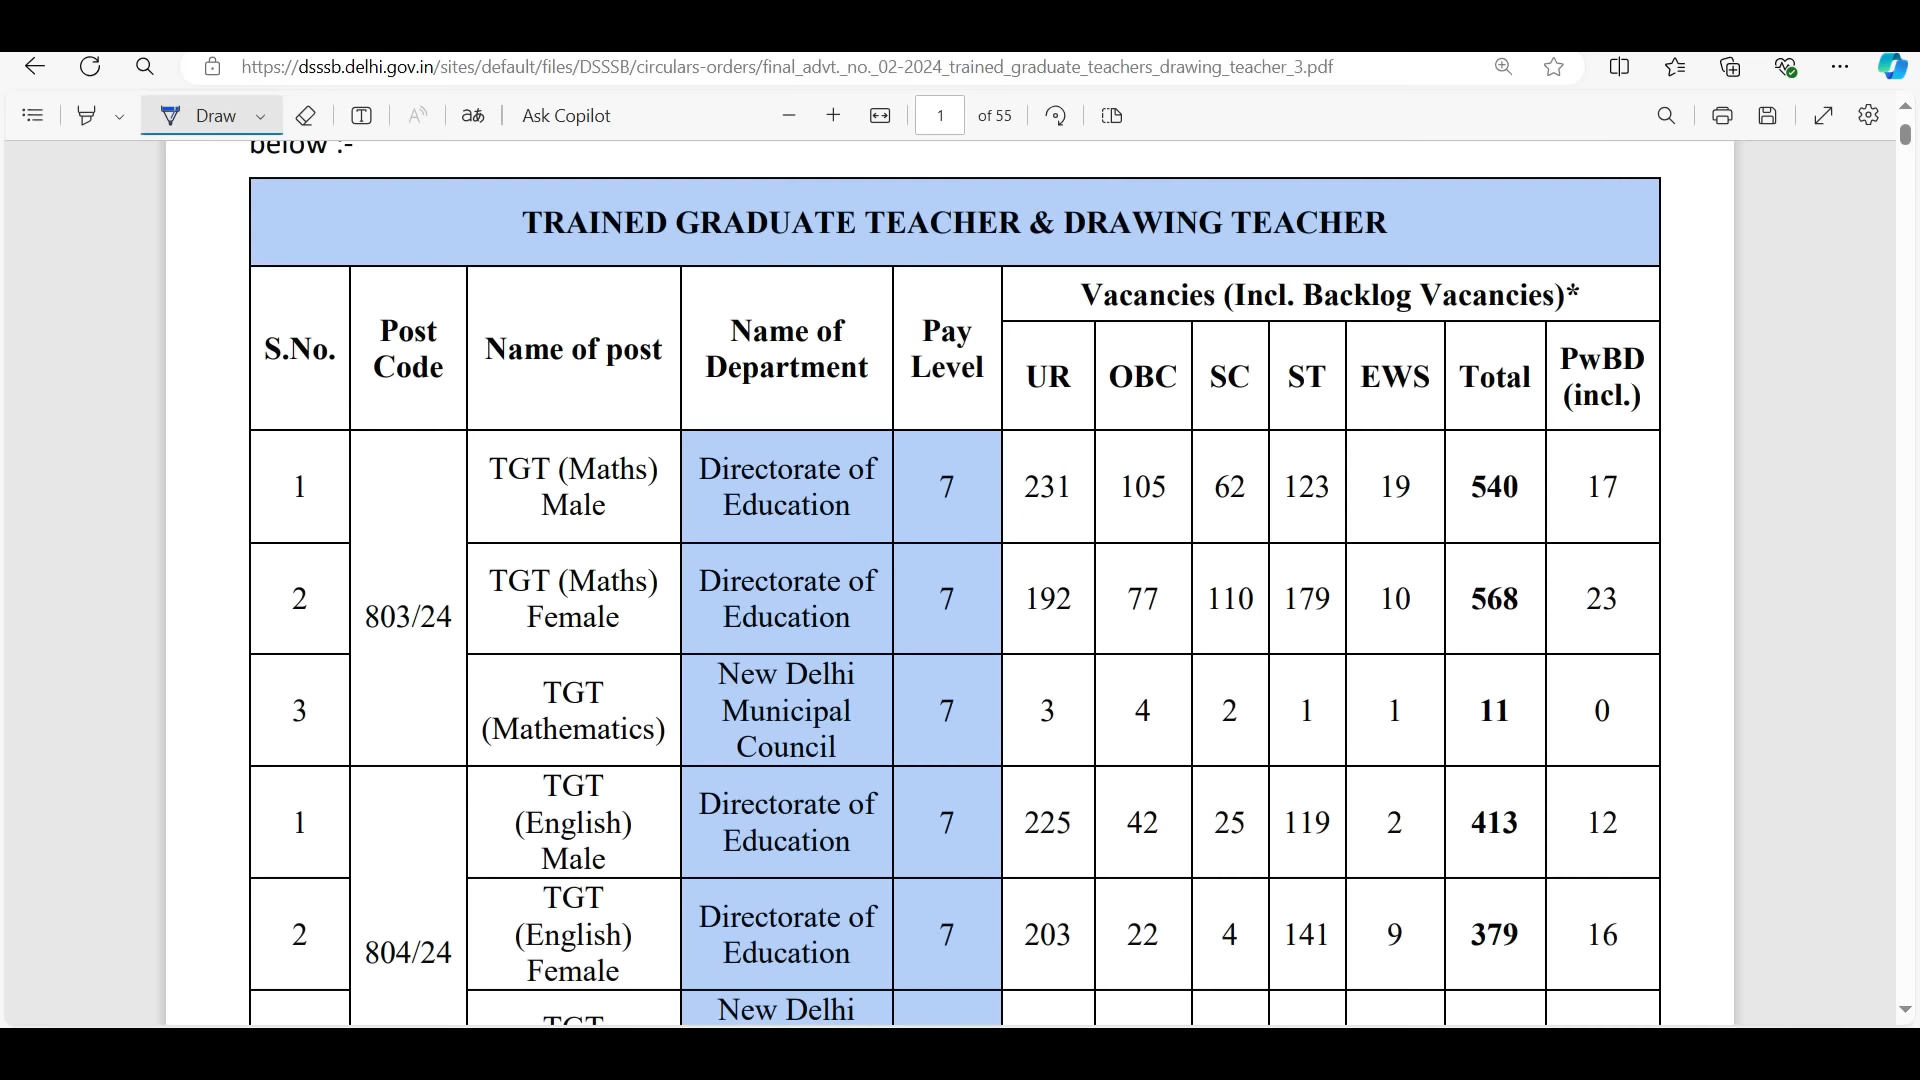 https://dsssb.delhi.gov.in/sites/default/files/DSSSB/circulars-orders/final_advt._no._02-2024_trained_graduate_teachers_drawing_teacher_3.pdf
Draw
T
A
aあ
Ask Copilot
1 of 55
below :-
TRAINED GRADUATE TEACHER & DRAWING TEACHER
S.No.
Post
Code
Name of post
Name of
Department
Pay
Level
Vacancies (Incl. Backlog Vacancies)*
UR OBC SC ST EWS Total
PwBD
(incl.)
1
803/24
TGT (Maths)
Male
Directorate of
Education
7 231 105 62 123 19 540 17
2
TGT (Maths)
Female
Directorate of
Education
7 192 77 110 179 10 568 23
3
TGT
(Mathematics)
New Delhi
Municipal
Council
7 3 4 2 1 1 11 0
1
804/24
TGT
(English)
Male
Directorate of
Education
7 225 42 25 119 2 413 12
2
TGT
(English)
Female
Directorate of
Education
7 203 22 4 141 9 379 16
TGT
New Delhi